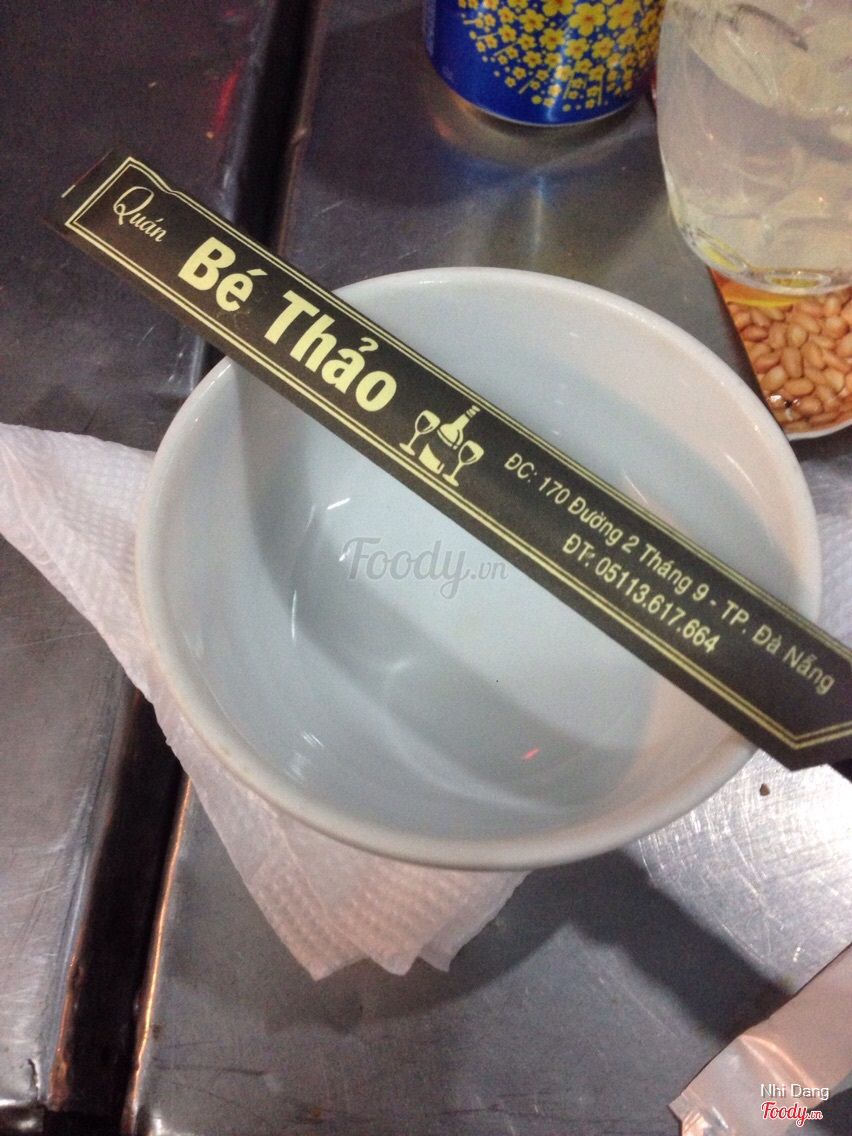 Quán
Bé Thảo
ĐC: 170 Đường 2 Tháng 9 - TP. Đà Nẵng
ĐT: 05113.617.664
Foody.vn
Nhi Dang
Foody.vn